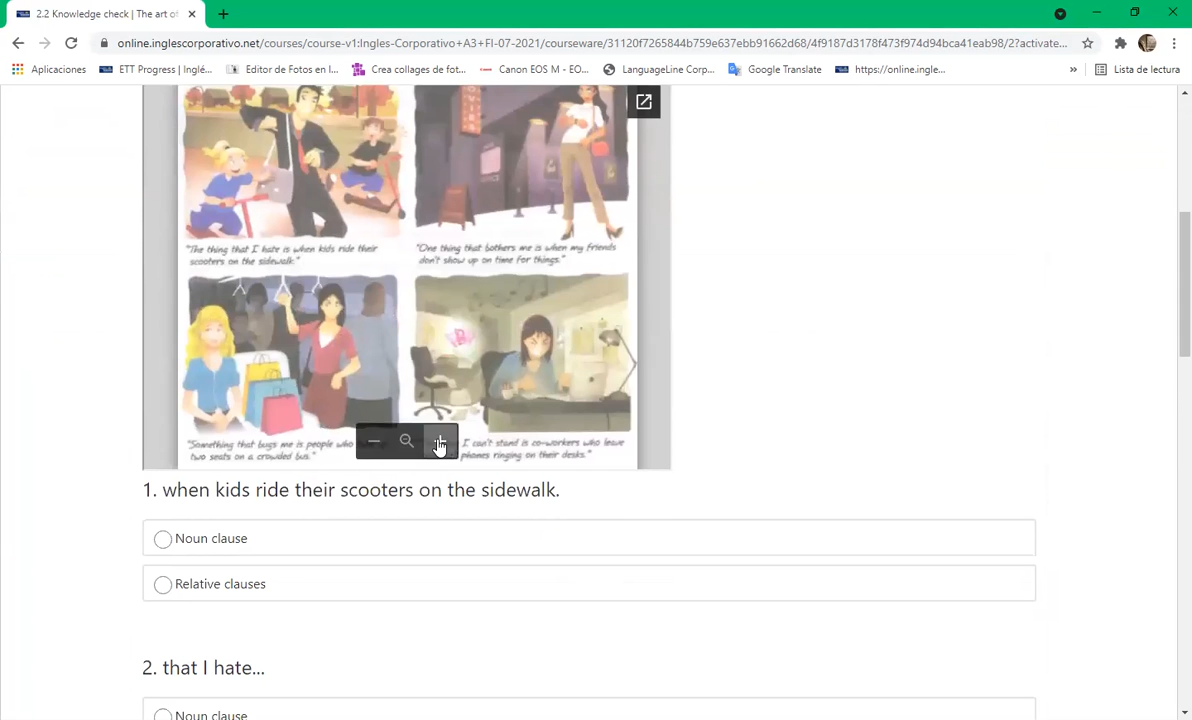 2.2 Knowledge check | The art of
online.inglescorporativo.net/courses/course-v1:Ingles-Corporativo+A3+FI-07-2021/courseware/31120f7265844b759e637ebb91662d68/4f9187d3178f473f974d94bca41eab98/2?activate...
Aplicaciones
ETT Progress | Inglé...
Editor de Fotos en l...
Crea collages de fot...
Canon EOS M - EO...
LanguageLine Corp...
Google Translate
https://online.ingle...
»
Lista de lectura
"The thing that I hate is when kids ride their
scooters on the sidewalk."
"One thing that bothers me is when my friends
don't show up on time for things."
"Something that bugs me is people who
two seats on a crowded bus."
I can't stand is co-workers who leave
phones ringing on their desks."
1. when kids ride their scooters on the sidewalk.
Noun clause
Relative clauses
2. that I hate...
Noun clause